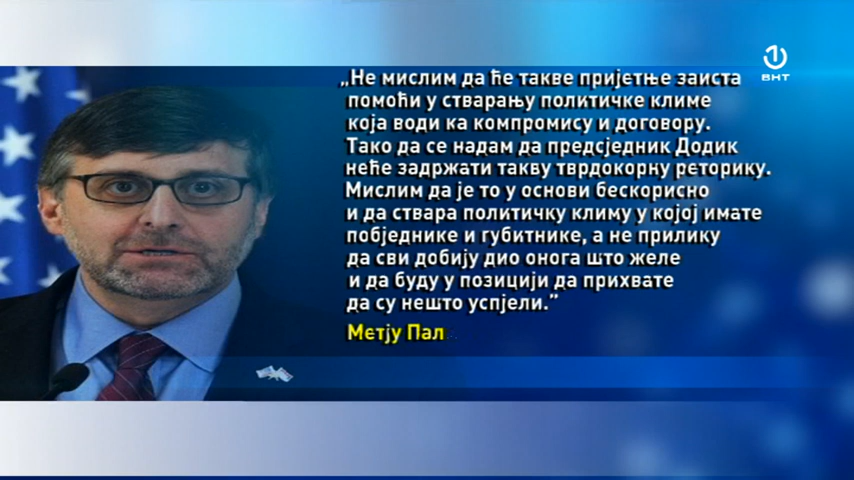 1
БНТ
„Не мислим да ће такве пријетње заиста
помоћи у стварању политичке климе
која води ка компромису и договору.
Тако да се надам да предсједник Додик
неће задржати такву тврдокорну реторику.
Мислим да је то у основи бескорисно
и да ствара политичку климу у којој имате
побједнике и губитнике, а не прилику
да сви добију дио онога што желе
и да буду у позицији да прихвате
да су нешто успјели.”
Метју Пал